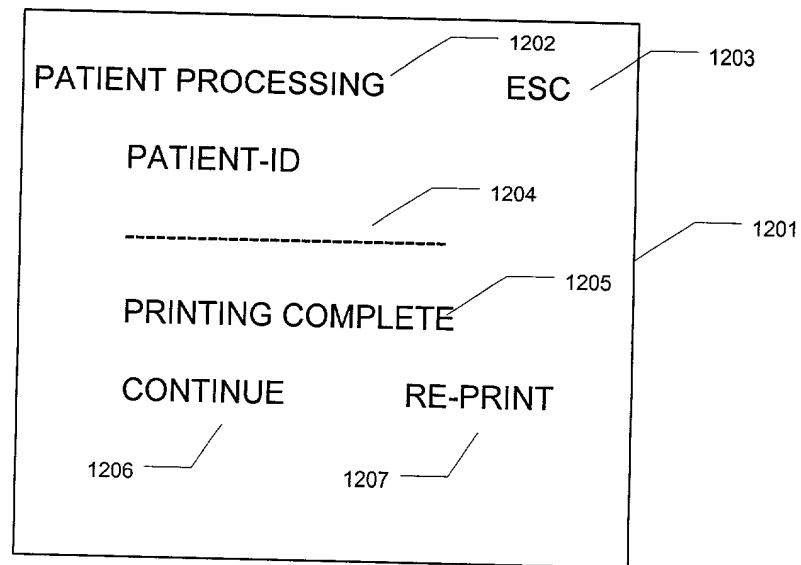 1202
1203
PATIENT PROCESSING ESC
PATIENT-ID
1204
--------------------------
1201
1205
PRINTING COMPLETE
CONTINUE RE-PRINT
1206
1207